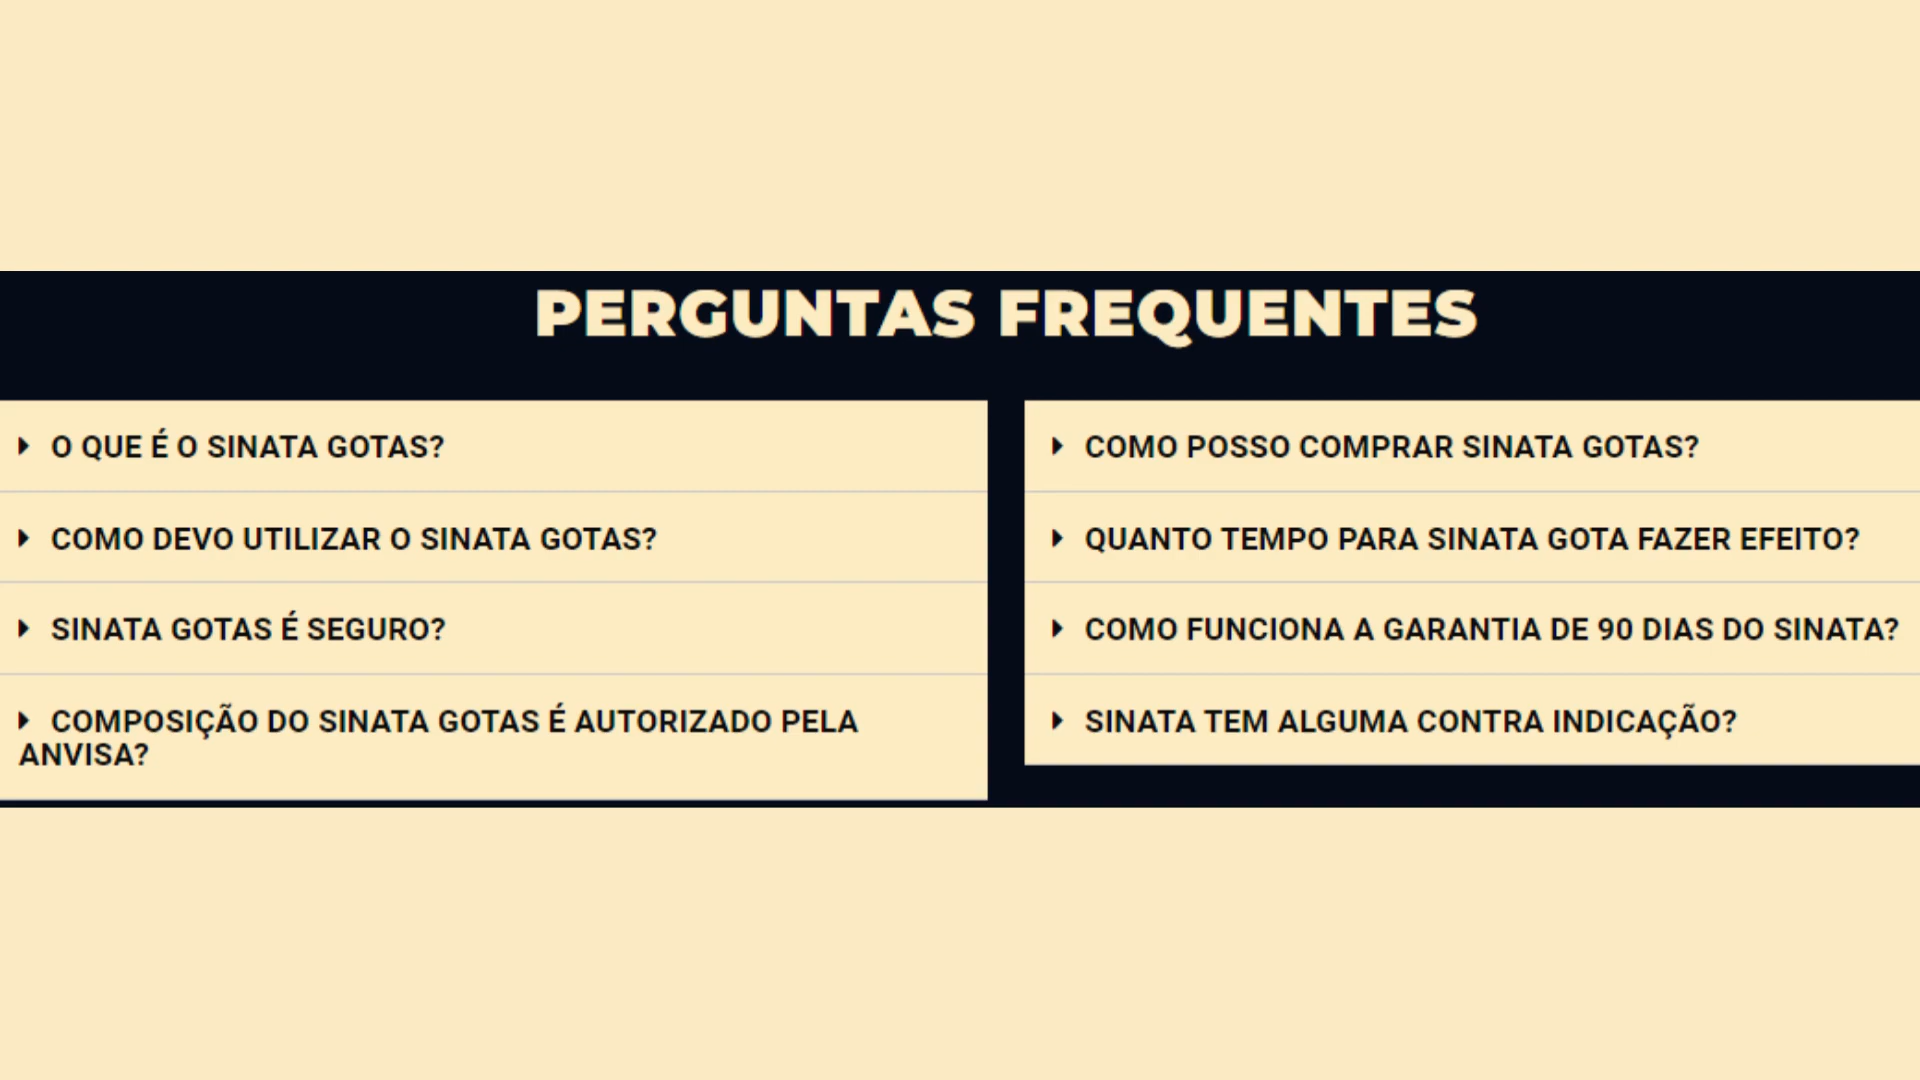 PERGUNTAS FREQUENTES
O QUE É O SINATA GOTAS?
COMO DEVO UTILIZAR O SINATA GOTAS?
SINATA GOTAS É SEGURO?
COMPOSIÇÃO DO SINATA GOTAS É AUTORIZADO PELA
ANVISA?
COMO POSSO COMPRAR SINATA GOTAS?
QUANTO TEMPO PARA SINATA GOTA FAZER EFEITO?
COMO FUNCIONA A GARANTIA DE 90 DIAS DO SINATA?
SINATA TEM ALGUMA CONTRA INDICAÇÃO?